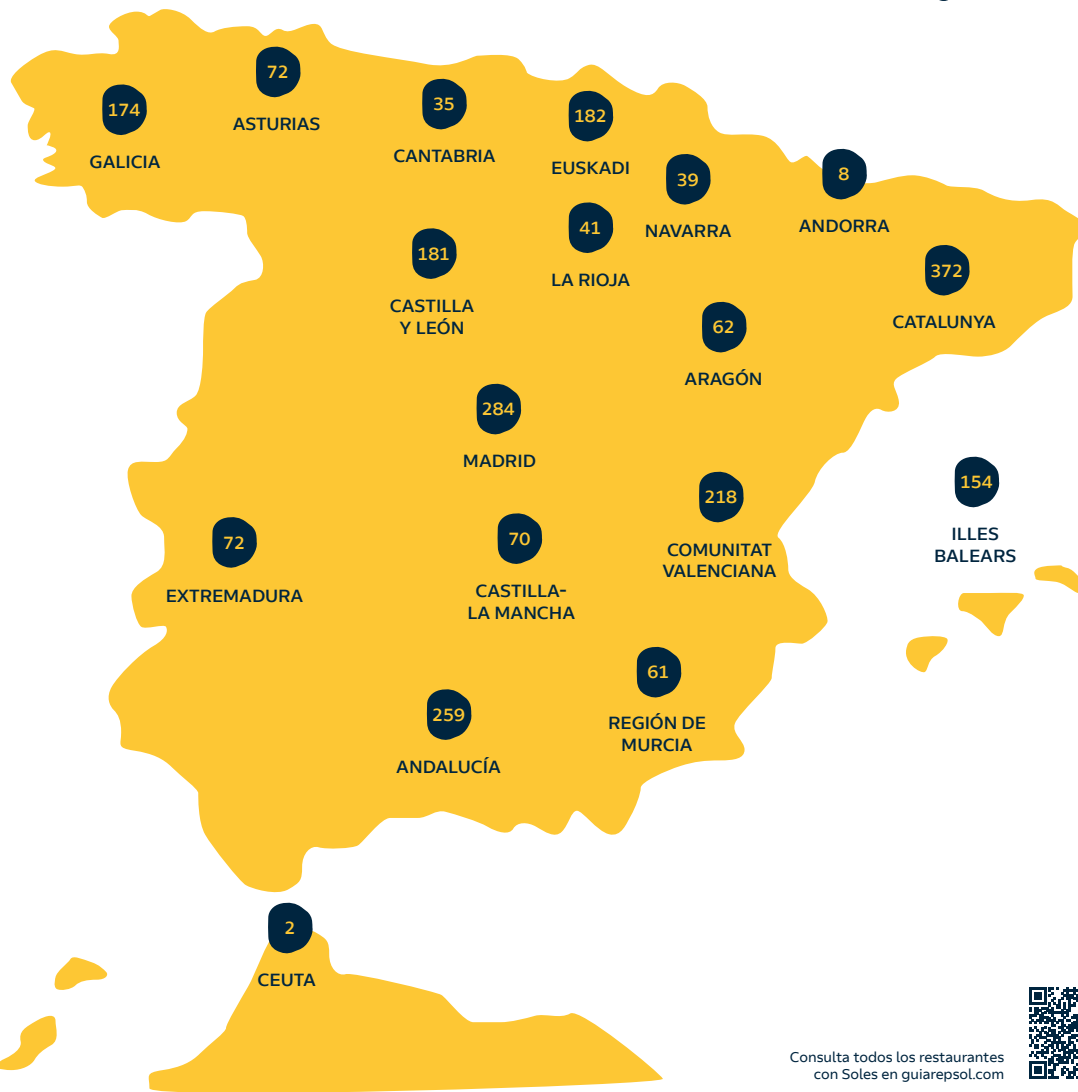 72
ASTURIAS
174
GALICIA
35
CANTABRIA
182
EUSKADI
39
NAVARRA
8
ANDORRA
41
LA RIOJA
181
CASTILLA
Y LEÓN
372
CATALUNYA
62
ARAGÓN
284
MADRID
218
COMUNITAT
VALENCIANA
154
ILLES
BALEARS
72
EXTREMADURA
70
CASTILLA-
LA MANCHA
61
REGIÓN DE
MURCIA
259
ANDALUCÍA
2
CEUTA
Consulta todos los restaurantes
con Soles en guiarepsol.com